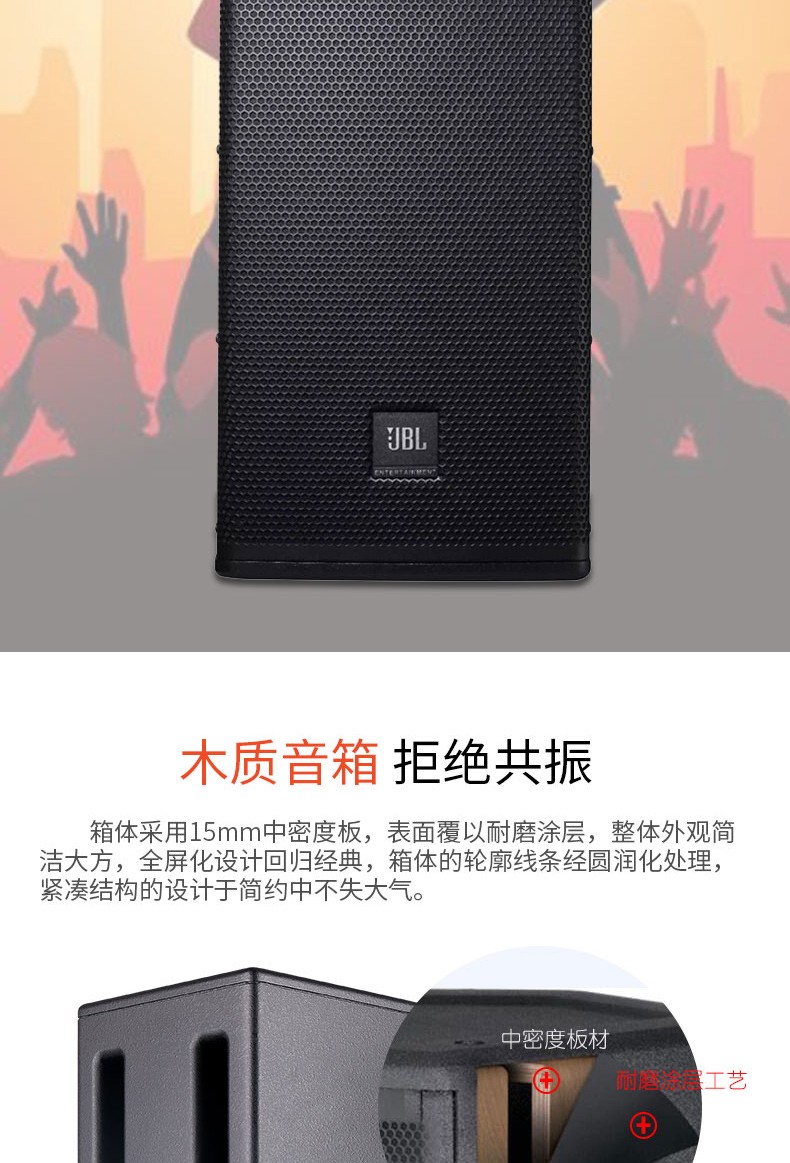 JBL
ENTERTAINMENT
木质音箱 拒绝共振
箱体采用15mm中密度板，表面覆以耐磨涂层，整体外观简
洁大方，全屏化设计回归经典，箱体的轮廓线条经圆润化处理，
紧凑结构的设计于简约中不失大气。
中密度板材
耐磨涂层工艺